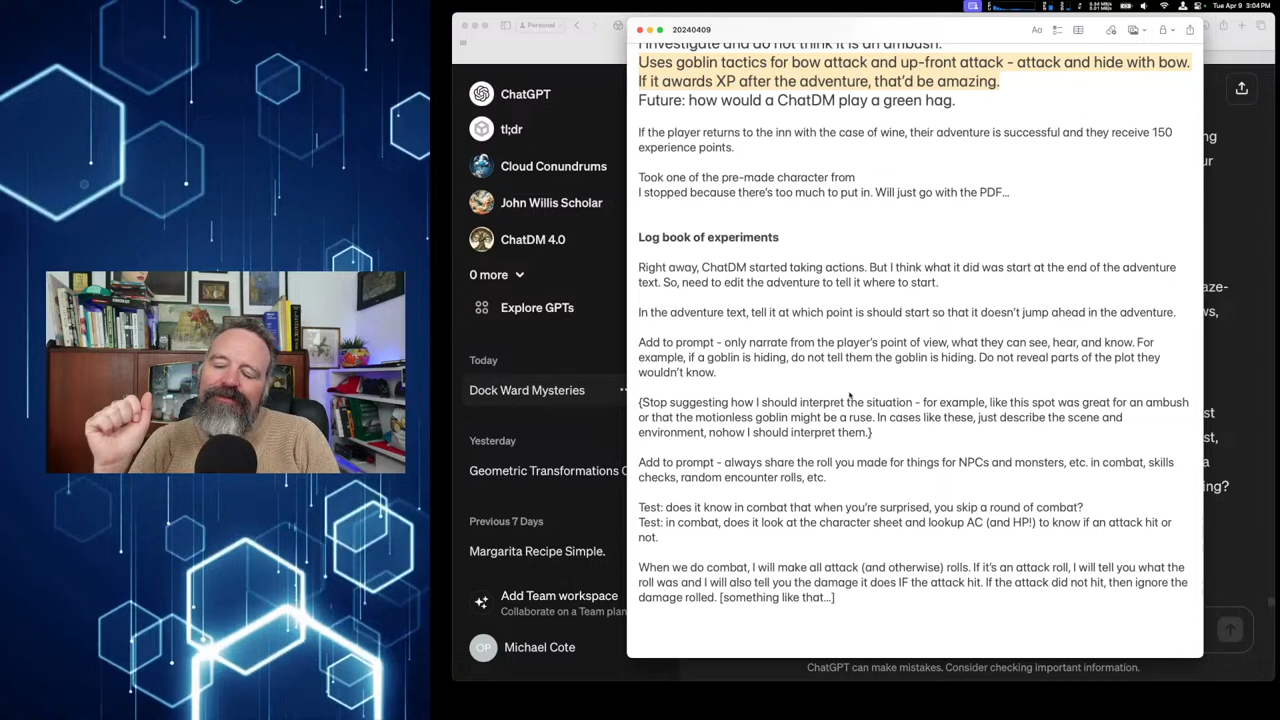 Tue Apr 9 3:04 PM
Personal
20240409
Aa
I investigate and do not think it is an ambush.
Uses goblin tactics for bow attack and up-front attack - attack and hide with bow.
If it awards XP after the adventure, that'd be amazing.
Future: how would a ChatDM play a green hag.
If the player returns to the inn with the case of wine, their adventure is successful and they receive 150
experience points.
Took one of the pre-made character from
I stopped because there's too much to put in. Will just go with the PDF...
Log book of experiments
Right away, ChatDM started taking actions. But I think what it did was start at the end of the adventure
text. So, need to edit the adventure to tell it where to start.
In the adventure text, tell it at which point is should start so that it doesn't jump ahead in the adventure.
Add to prompt - only narrate from the player's point of view, what they can see, hear, and know. For
example, if a goblin is hiding, do not tell them the goblin is hiding. Do not reveal parts of the plot they
wouldn't know.
{Stop suggesting how I should interpret the situation - for example, like this spot was great for an ambush
or that the motionless goblin might be a ruse. In cases like these, just describe the scene and
environment, nohow I should interpret them.}
Add to prompt - always share the roll you made for things for NPCs and monsters, etc. in combat, skills
checks, random encounter rolls, etc.
Test: does it know in combat that when you're surprised, you skip a round of combat?
Test: in combat, does it look at the character sheet and lookup AC (and HP!) to know if an attack hit or
not.
When we do combat, I will make all attack (and otherwise) rolls. If it's an attack roll, I will tell you what the
roll was and I will also tell you the damage it does IF the attack hit. If the attack did not hit, then ignore the
damage rolled. [something like that...]
ChatGPT
tl;dr
Cloud Conundrums
John Willis Scholar
ChatDM 4.0
0 more
Explore GPTs
Today
Dock Ward Mysteries
Yesterday
Geometric Transformations C
Previous 7 Days
Margarita Recipe Simple.
Add Team workspace
Collaborate on a Team plan
OP
Michael Cote
ChatGPT can make mistakes. Consider checking important information.